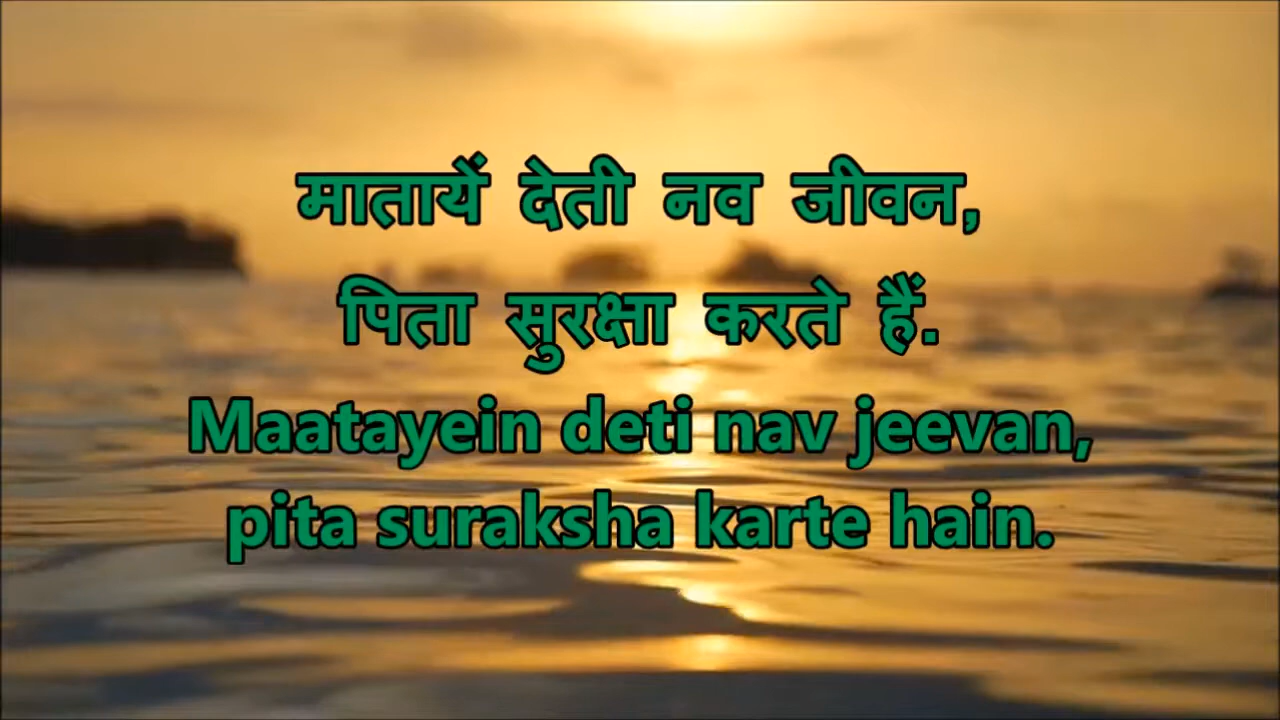 मातायें देती नव जीवन,
पिता सुरक्षा करते हैं.
Maatayein deti nav jeevan,
pita suraksha karte hain.